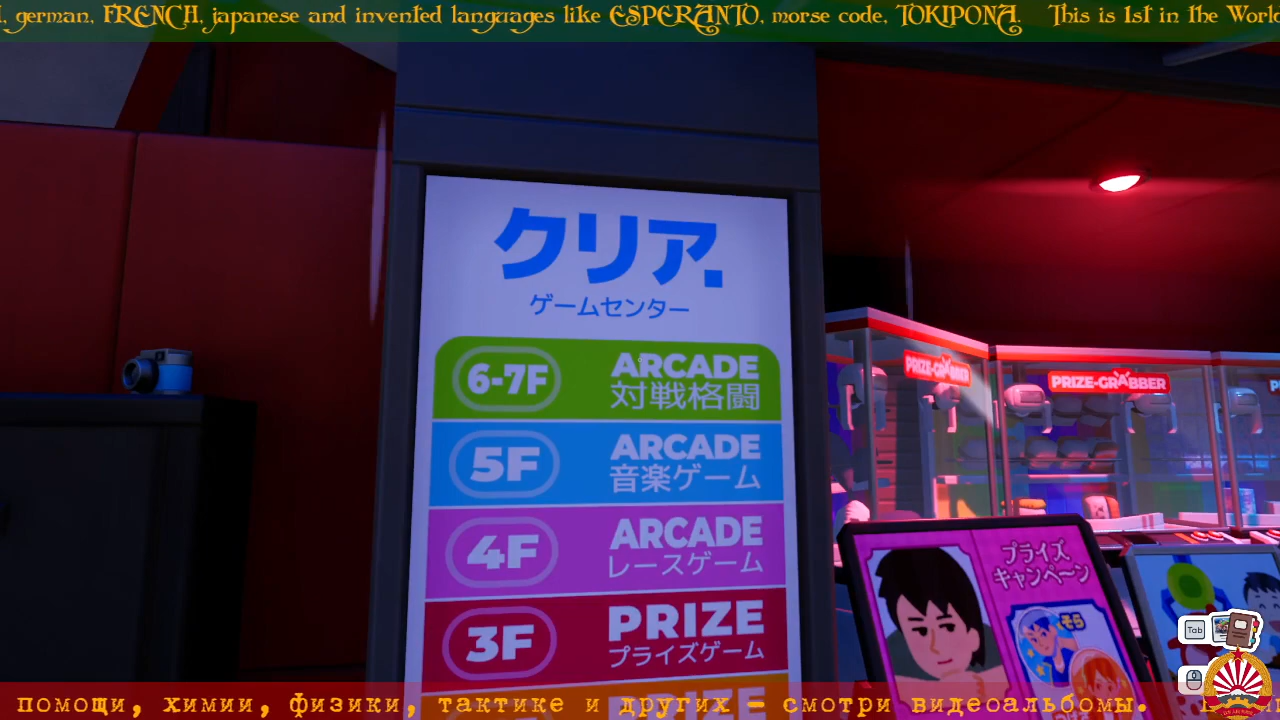 german, FRENCH, japanese and invented languages like ESPERANTO, morse code, TOKIPONA. This is 1st in the World
クリア.
ゲームセンター
6-7F ARCADE
対戦格闘
5F ARCADE
音楽ゲーム
4F ARCADE
レースゲーム
3F PRIZE
プライズゲーム
PRIZE
PRIZE-GRABBER
PRIZE-GRABBER
プライズ
キャンペーン
そら
Tab
помощи, химии, физики, тактике и других - смотри видеоальбомы.